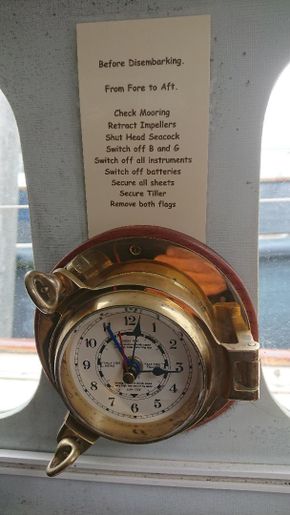 Before Disembarking.
From Fore to Aft.
Check Mooring
Retract Impellers
Shut Head Seacock
Switch off B and G
Switch off all instruments
Switch off batteries
Secure all sheets
Secure Tiller
Remove both flags
12
1
2
3
4
5
6
7
8
9
10
11